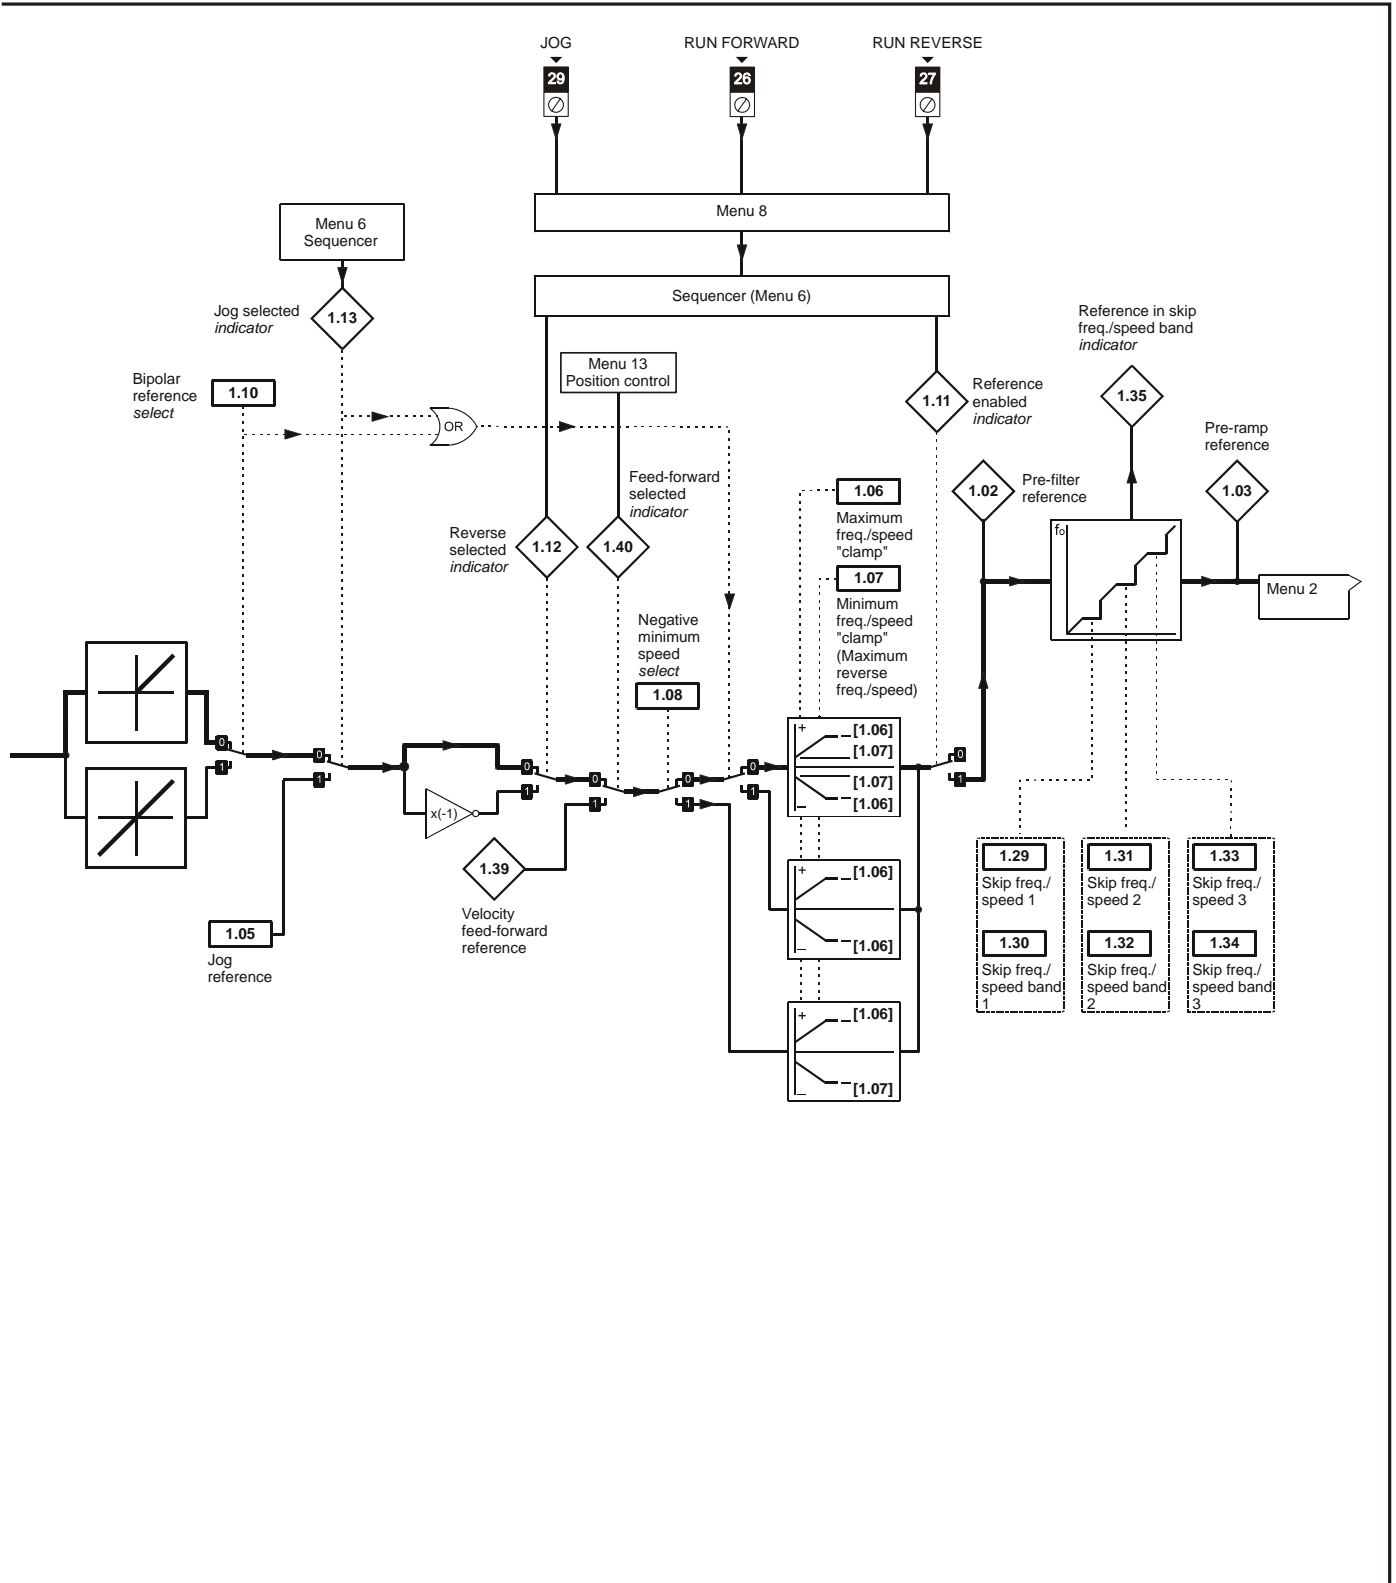 JOG
RUN FORWARD
RUN REVERSE
29
26
27
Menu 8
Menu 6
Sequencer
Sequencer (Menu 6)
Jog selected
indicator
1.13
Reference in skip
freq./speed band
indicator
Menu 13
Position control
Bipolar
reference
select
1.10
1.11
Reference
enabled
indicator
1.35
OR
Pre-ramp
reference
Feed-forward
selected
indicator
1.06
Maximum
freq./speed
"clamp"
1.02
Pre-filter
reference
1.03
Reverse
selected
indicator
1.12
1.40
fo
1.07
Minimum
freq./speed
"clamp"
(Maximum
reverse
freq./speed)
Menu 2
Negative
minimum
speed
select
1.08
0
1
0
1
x(-1)
0
1
0
1
0
1
0
1
+
[1.06]
[1.07]
[1.07]
_
[1.06]
0
1
1.39
Velocity
feed-forward
reference
+
[1.06]
_
[1.06]
1.05
Jog
reference
+
[1.06]
_
[1.07]
1.29
Skip freq./
speed 1
1.30
Skip freq./
speed band
1
1.31
Skip freq./
speed 2
1.32
Skip freq./
speed band
2
1.33
Skip freq./
speed 3
1.34
Skip freq./
speed band
3